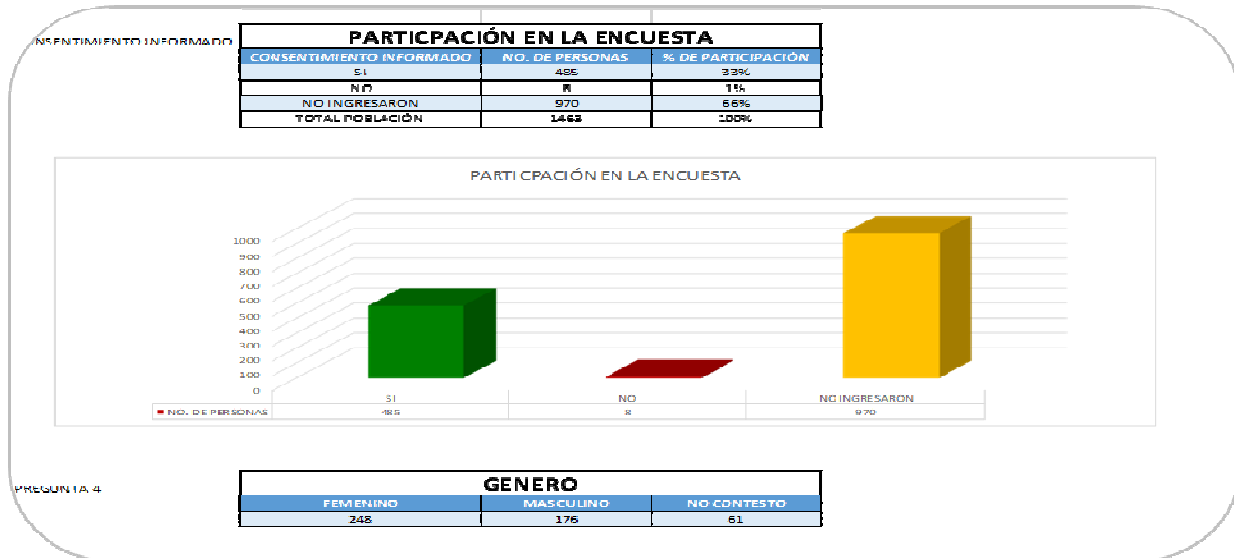 CONSENTIMIENTO INFORMADO
PARTICPACIÓN EN LA ENCUESTA
CONSENTIMIENTO INFORMADO NO. DE PERSONAS % DE PARTICIPACIÓN
SI 485 33%
NO 8 1%
NO INGRESARON 970 66%
TOTAL POBLACIÓN 1463 100%
PARTICPACIÓN EN LA ENCUESTA
1000
900
800
700
600
500
400
300
200
100
0
SI NO NO INGRESARON
NO. DE PERSONAS 485 8 970
PREGUNTA 4
GENERO
FEMENINO MASCULINO NO CONTESTO
248 176 61